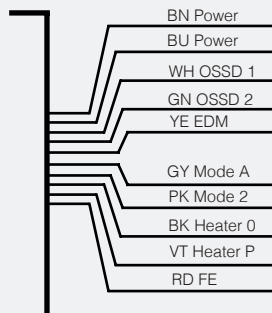 BN Power
BU Power
WH OSSD 1
GN OSSD 2
YE EDM
GY Mode A
PK Mode 2
BK Heater 0
VT Heater P
RD FE